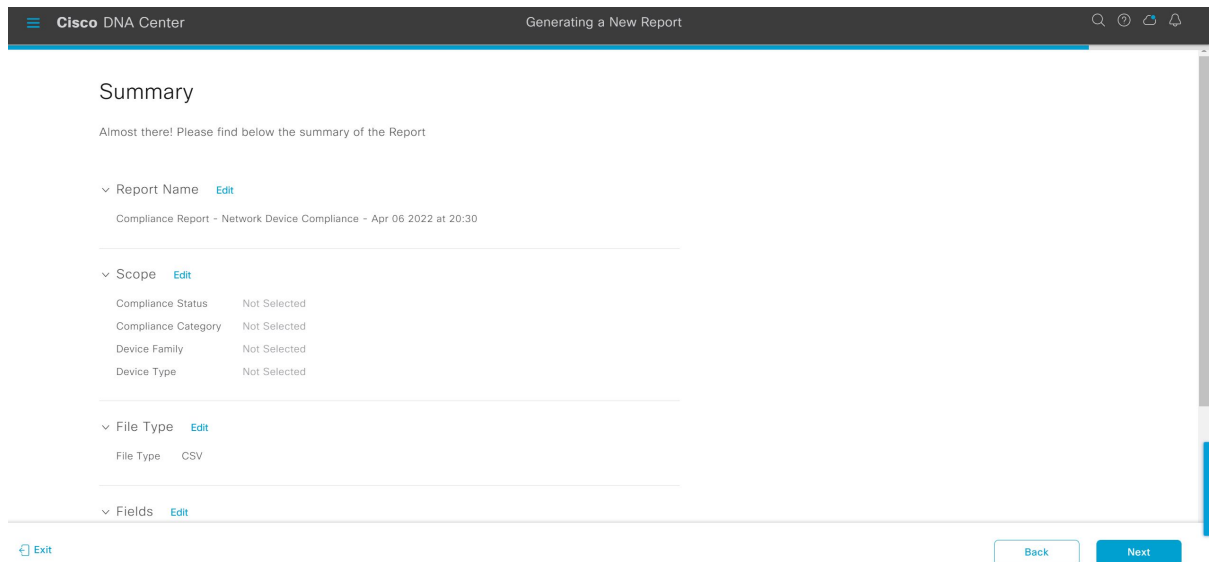 Cisco DNA Center
Generating a New Report
Summary
Almost there! Please find below the summary of the Report
Report Name Edit
Compliance Report - Network Device Compliance - Apr 06 2022 at 20:30
Scope Edit
Compliance Status Not Selected
Compliance Category Not Selected
Device Family Not Selected
Device Type Not Selected
File Type Edit
File Type CSV
Fields Edit
Exit
Back
Next